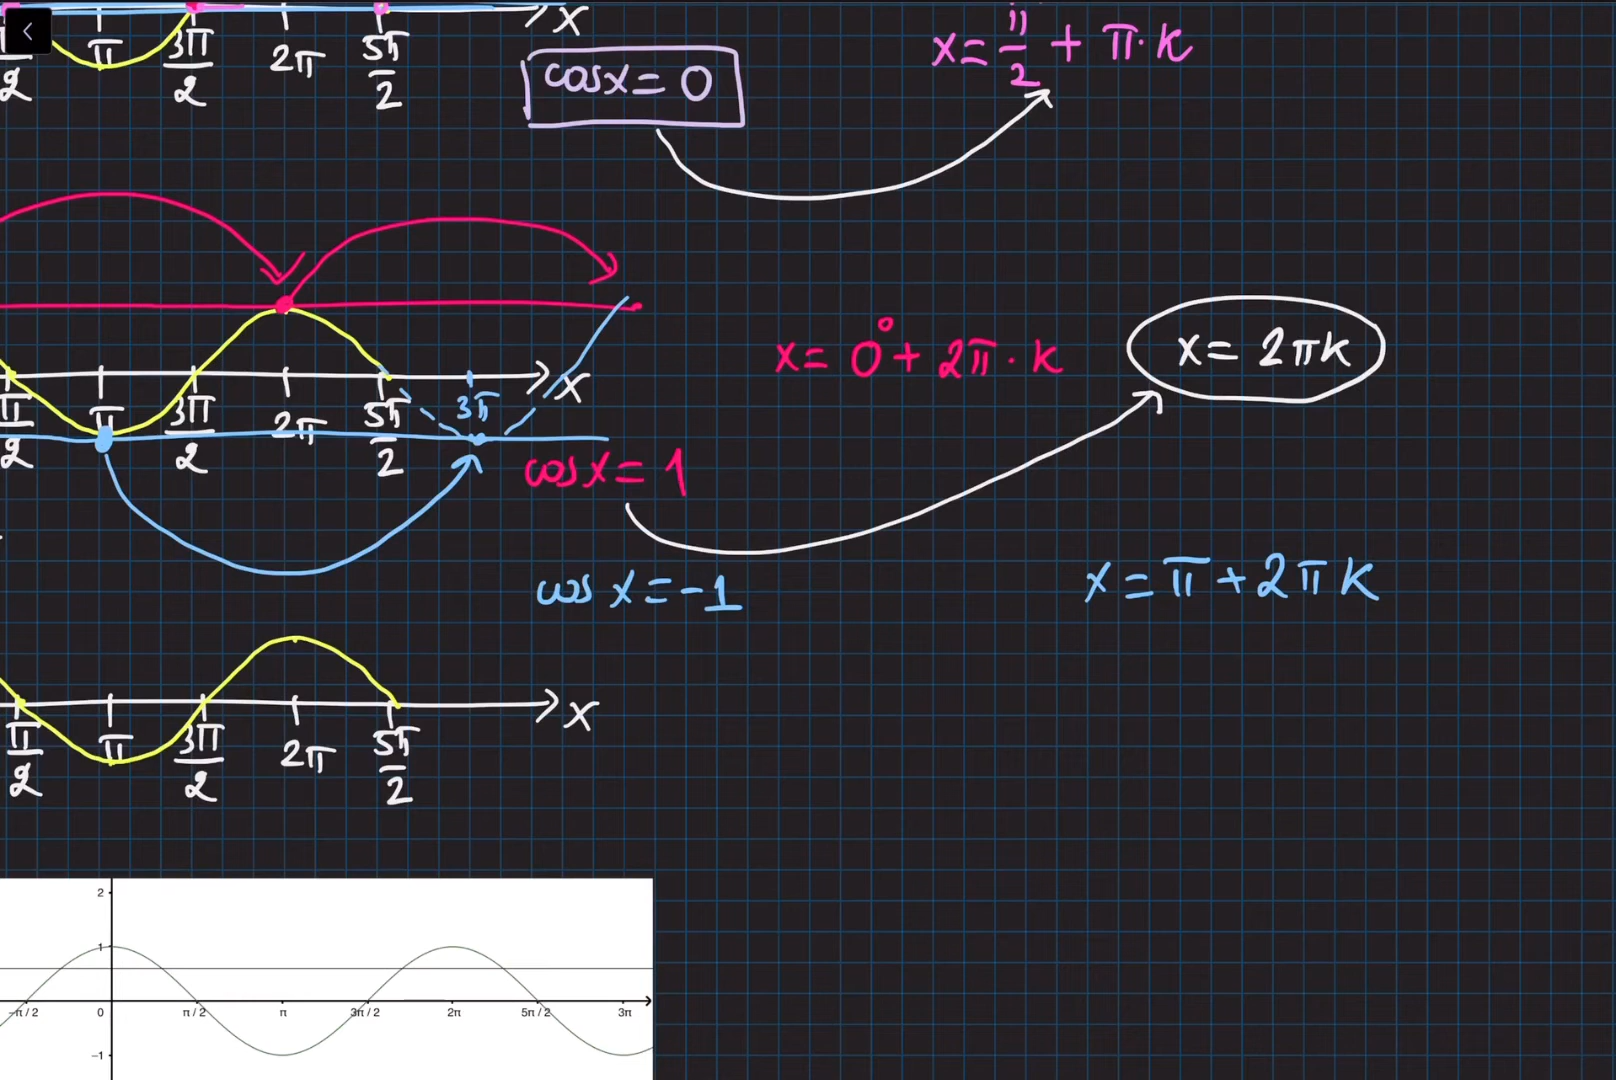 x
π/2 π 3π/2 2π 5π/2
cosx = 0
x = π/2 + π·k
x
π/2 π 3π/2 2π 5π/2 3π
x = 0° + 2π·k
x = 2πk
cosx = 1
cos x = -1
x = π + 2πk
x
π/2 π 3π/2 2π 5π/2
2
1
−π / 2 0 π / 2 π 3π / 2 2π 5π / 2 3π
−1